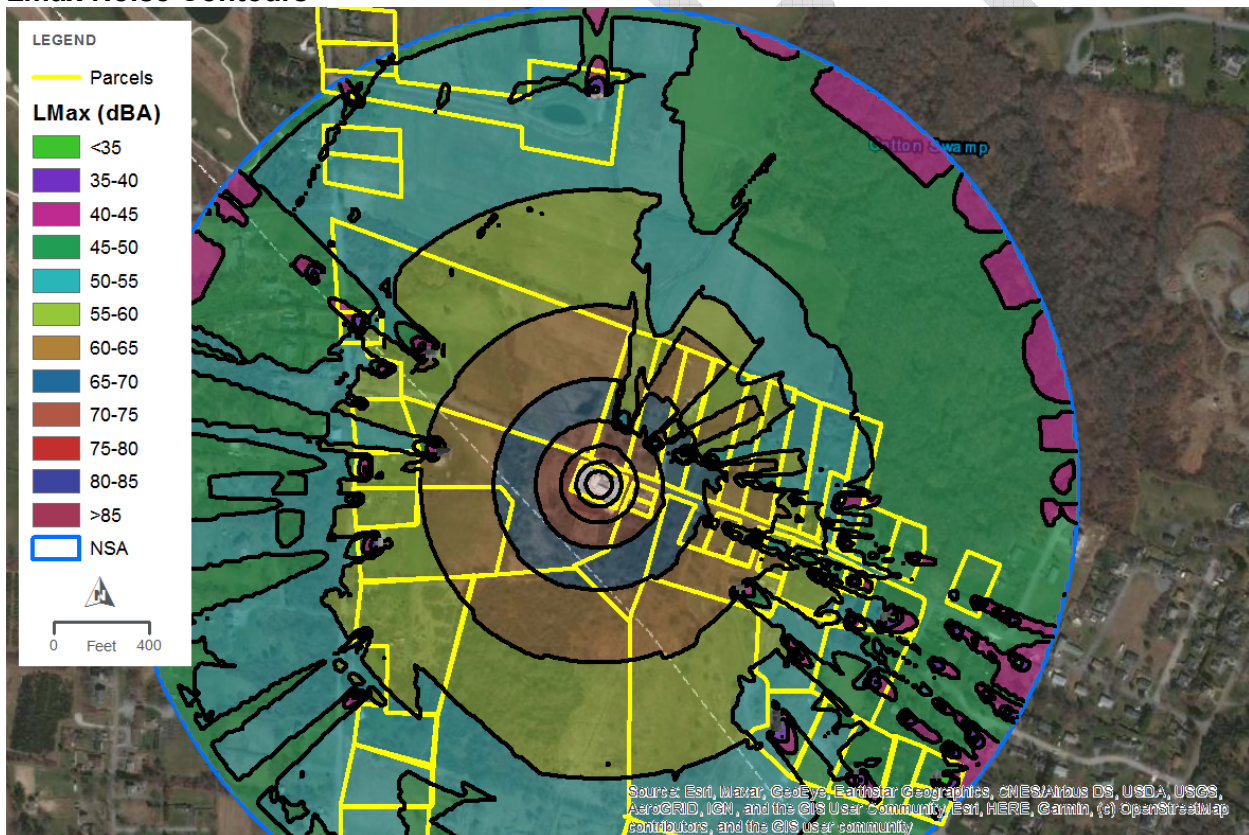 Lmax Noise Contours
LEGEND
Parcels
LMax (dBA)
<35
35-40
40-45
45-50
50-55
55-60
60-65
65-70
70-75
75-80
80-85
>85
NSA
N
0 Feet 400
Cotton Swamp
Source: Esri, Maxar, GeoEye, Earthstar Geographics, CNES/Airbus DS, USDA, USGS,
AeroGRID, IGN, and the GIS User Community, Esri, HERE, Garmin, (c) OpenStreetMap
contributors, and the GIS user community